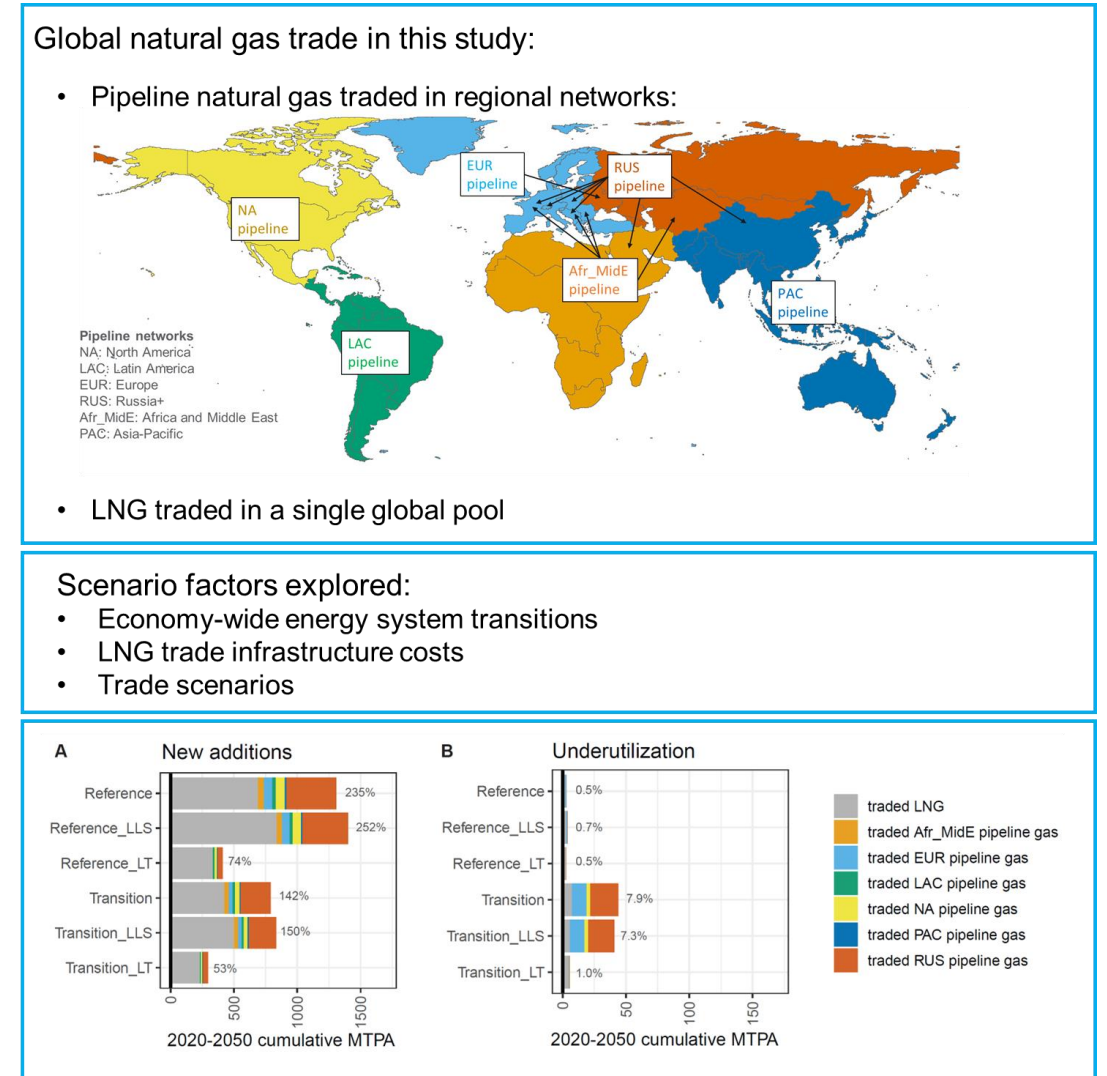 Global natural gas trade in this study:
• Pipeline natural gas traded in regional networks:
EUR
pipeline
RUS
pipeline
NA
pipeline
Afr_MidE
pipeline
PAC
pipeline
LAC
pipeline
Pipeline networks
NA: North America
LAC: Latin America
EUR: Europe
RUS: Russia+
Afr_MidE: Africa and Middle East
PAC: Asia-Pacific
• LNG traded in a single global pool
Scenario factors explored:
• Economy-wide energy system transitions
• LNG trade infrastructure costs
• Trade scenarios
A New additions
Reference 235%
Reference_LLS 252%
Reference_LT 74%
Transition 142%
Transition_LLS 150%
Transition_LT 53%
0 500 1000 1500
2020-2050 cumulative MTPA
B Underutilization
Reference 0.5%
Reference_LLS 0.7%
Reference_LT 0.5%
Transition 7.9%
Transition_LLS 7.3%
Transition_LT 1.0%
0 50 100 150
2020-2050 cumulative MTPA
traded LNG
traded Afr_MidE pipeline gas
traded EUR pipeline gas
traded LAC pipeline gas
traded NA pipeline gas
traded PAC pipeline gas
traded RUS pipeline gas